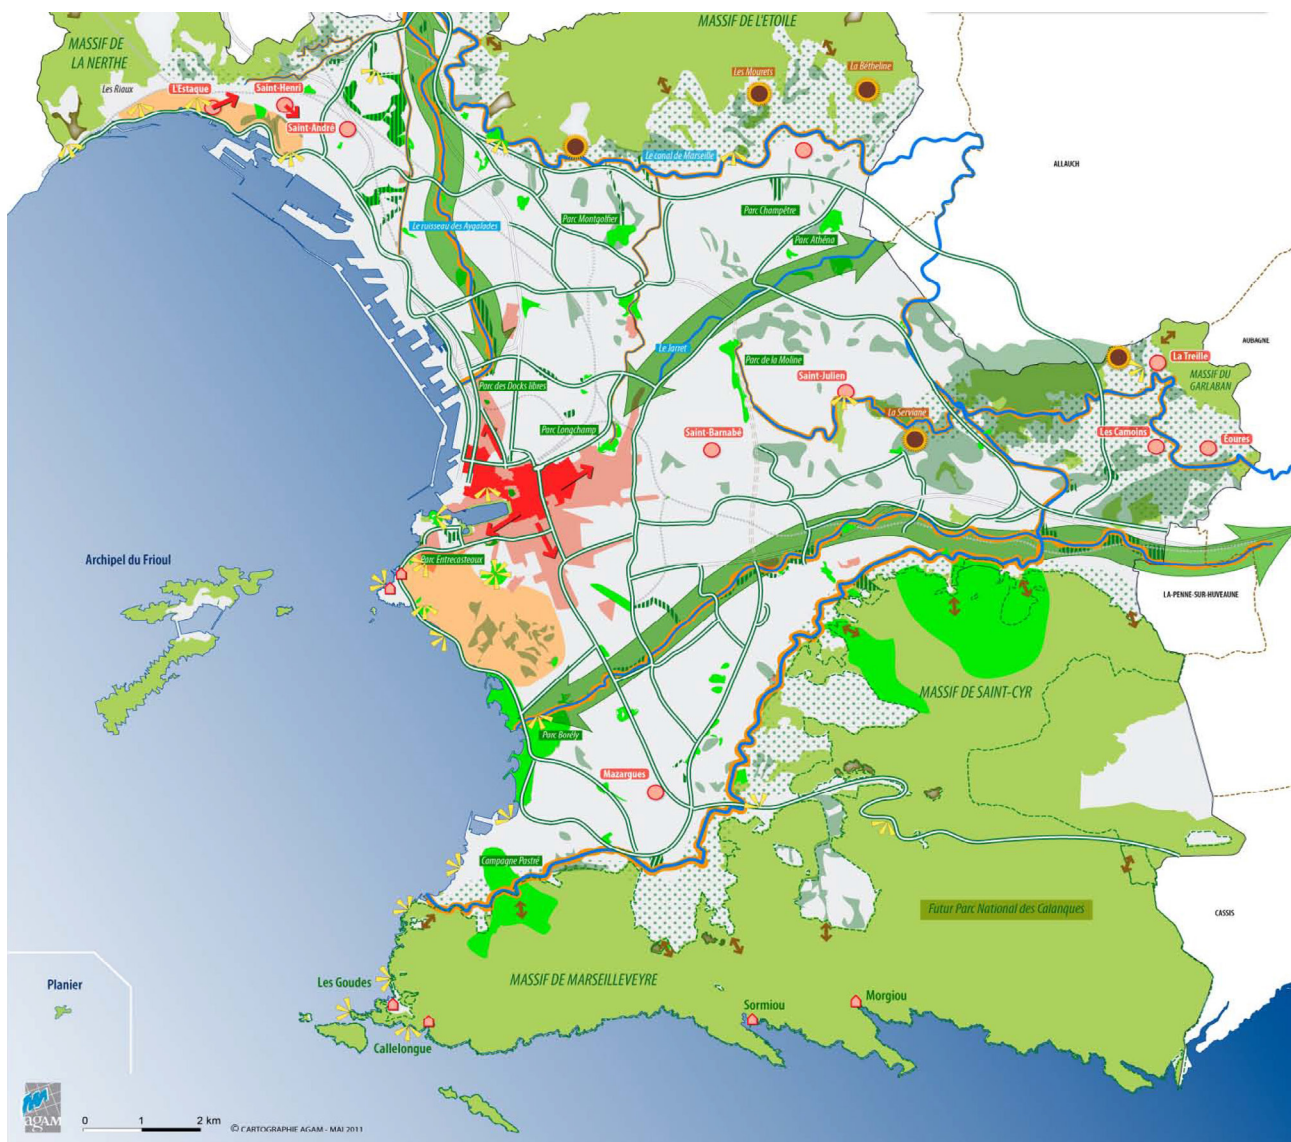 MASSIF DE L'ETOILE
MASSIF DE
LA NERTHE
Les Riaux
L'Estaque
Saint-Henri
Saint-André
Les Mourets
La Bétheline
Le canal de Marseille
ALLAUCH
Parc Champêtre
Parc Montgolfier
Le ruisseau des Aygalades
Parc Athéna
Le Jarret
AUBAGNE
La Treille
MASSIF DU
GARLABAN
Parc de la Moline
Saint-Julien
Parc des Docks libres
La Serviane
Parc Longchamp
Saint-Barnabé
Les Camoins
Eoures
Archipel du Frioul
Parc Entrecasteaux
LA-PENNE-SUR-HUVEAUNE
MASSIF DE SAINT-CYR
Parc Borély
Mazargues
Campagne Pastré
Futur Parc National des Calanques
CASSIS
MASSIF DE MARSEILLEVEYRE
Les Goudes
Planier
Morgiou
Sormiou
Callelongue
agam
0 1 2 km
© CARTOGRAPHIE AGAM - MAI 2011